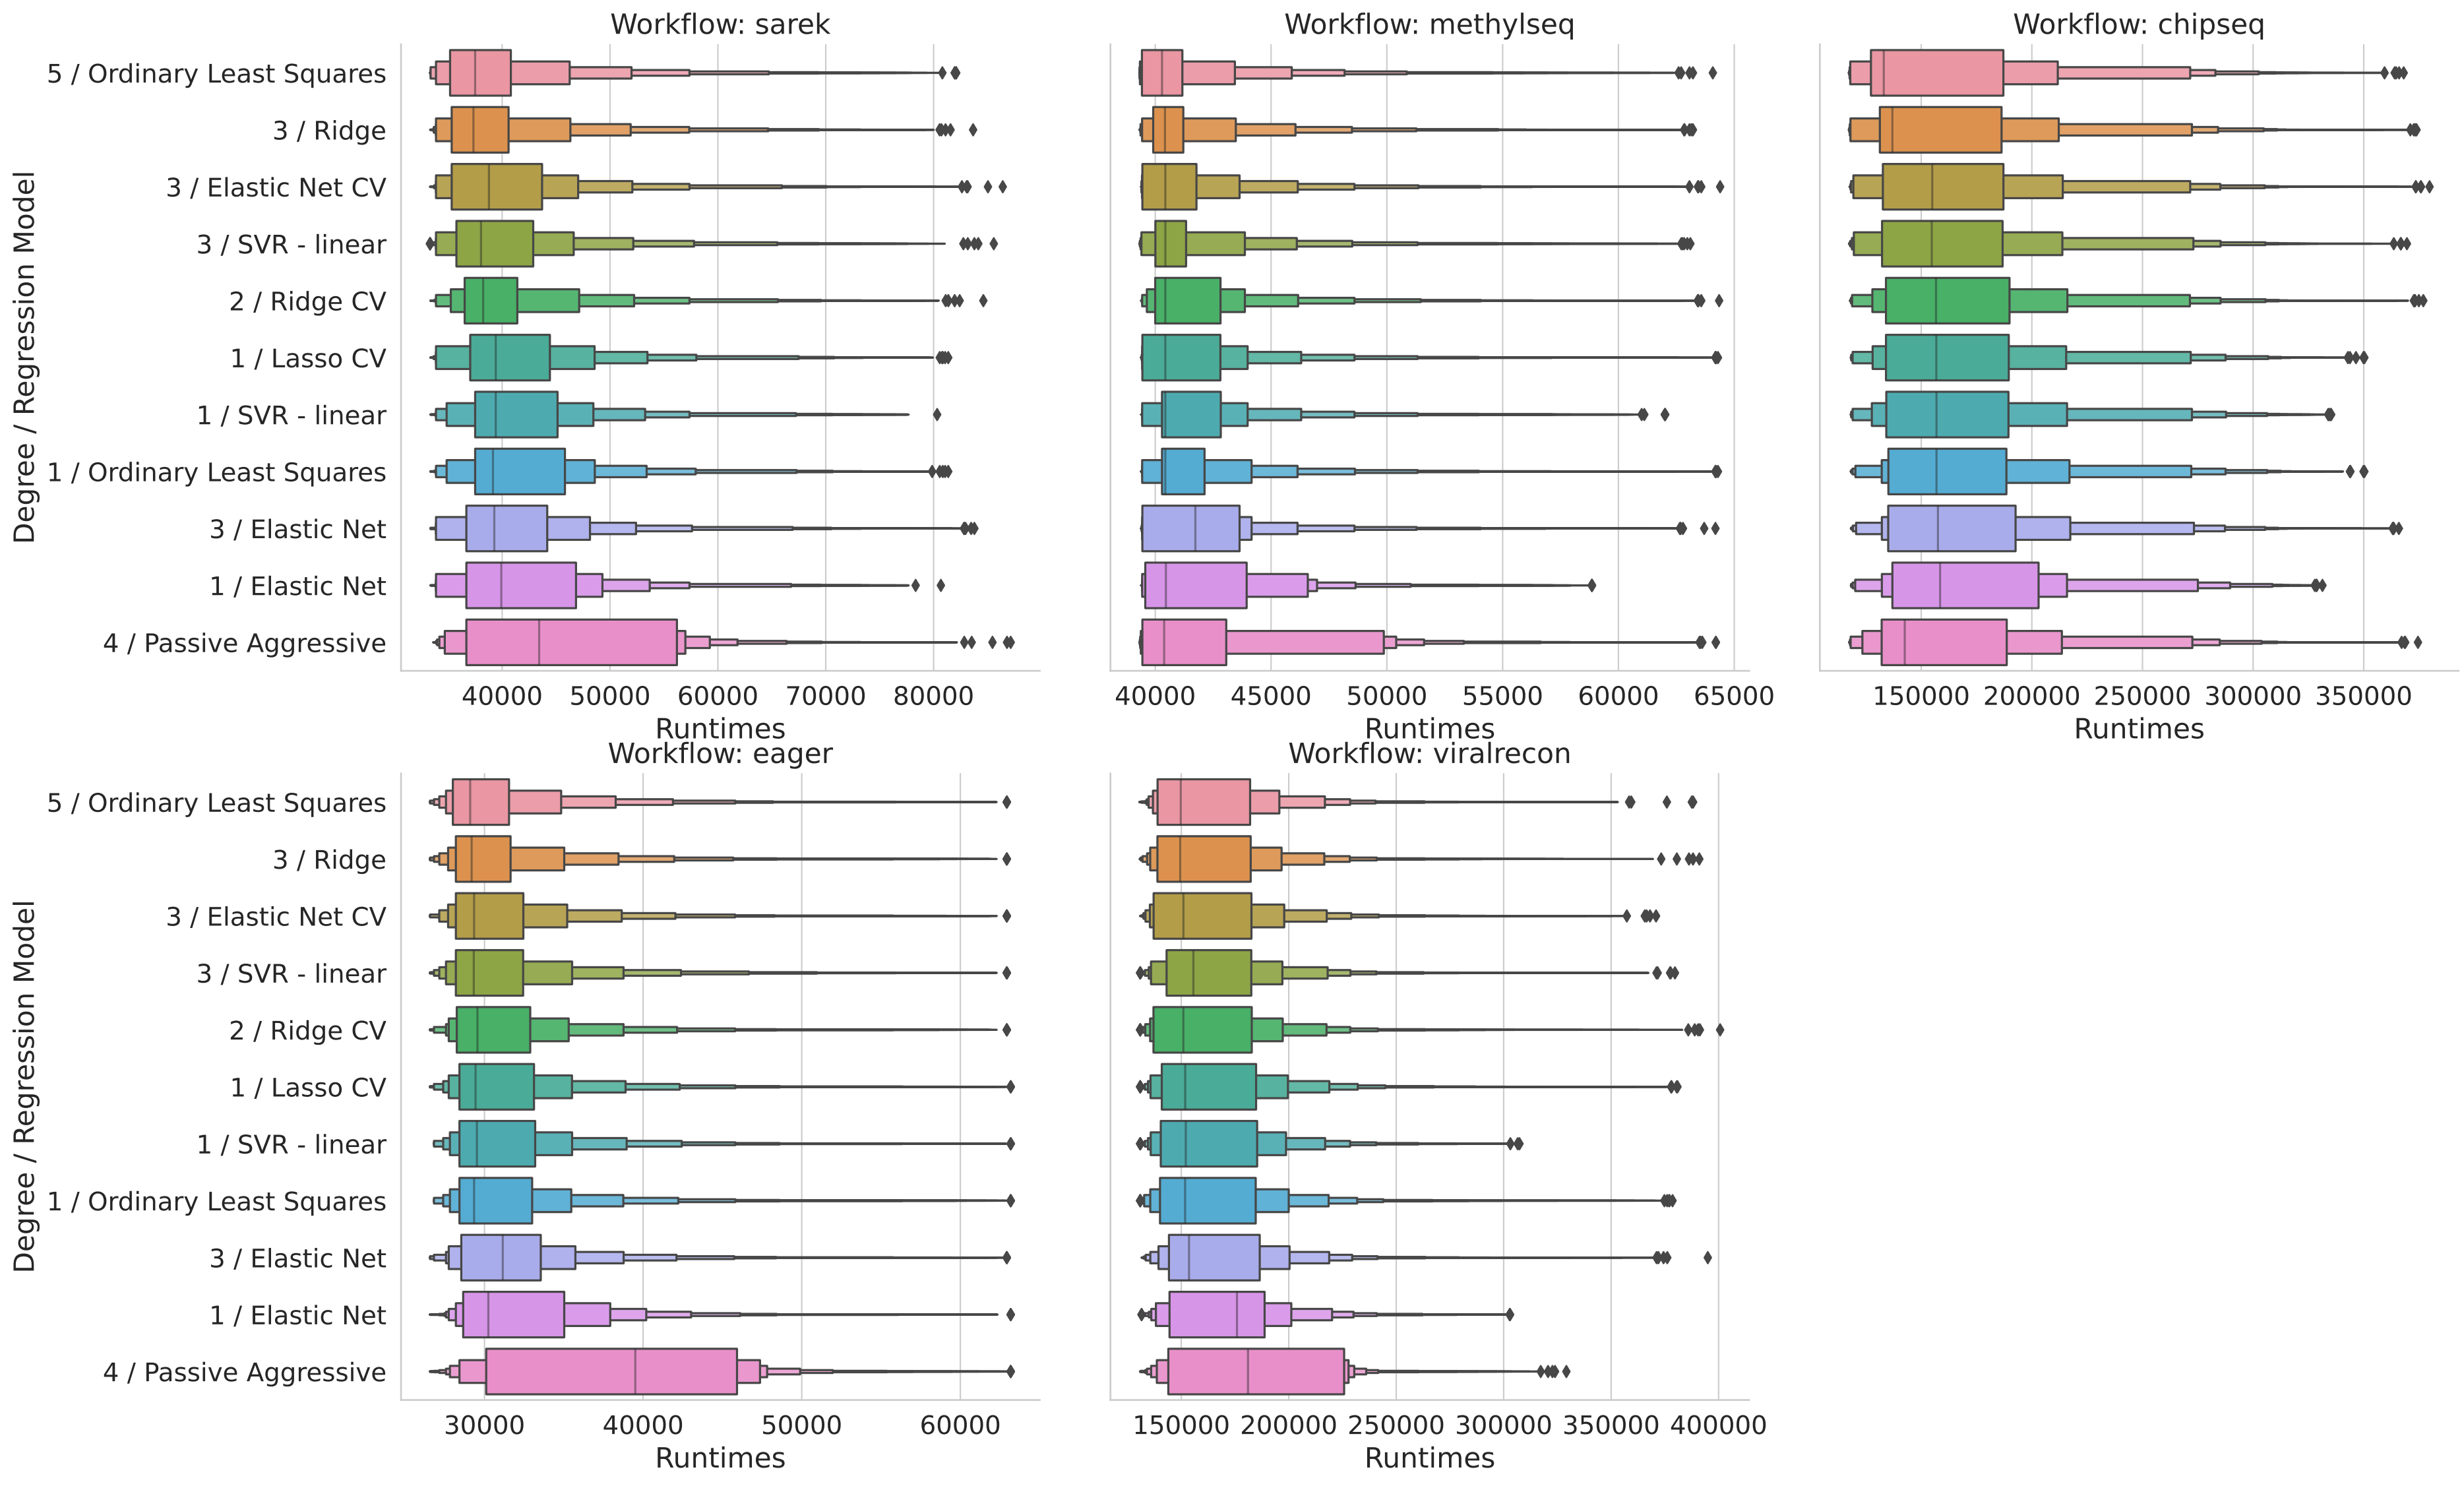 Workflow: sarek
Workflow: methylseq
Workflow: chipseq
Degree / Regression Model
5 / Ordinary Least Squares
3 / Ridge
3 / Elastic Net CV
3 / SVR - linear
2 / Ridge CV
1 / Lasso CV
1 / SVR - linear
1 / Ordinary Least Squares
3 / Elastic Net
1 / Elastic Net
4 / Passive Aggressive
40000 50000 60000 70000 80000
40000 45000 50000 55000 60000 65000
150000 200000 250000 300000 350000
Runtimes
Runtimes
Runtimes
Workflow: eager
Workflow: viralrecon
Degree / Regression Model
5 / Ordinary Least Squares
3 / Ridge
3 / Elastic Net CV
3 / SVR - linear
2 / Ridge CV
1 / Lasso CV
1 / SVR - linear
1 / Ordinary Least Squares
3 / Elastic Net
1 / Elastic Net
4 / Passive Aggressive
30000 40000 50000 60000
150000 200000 250000 300000 350000 400000
Runtimes
Runtimes